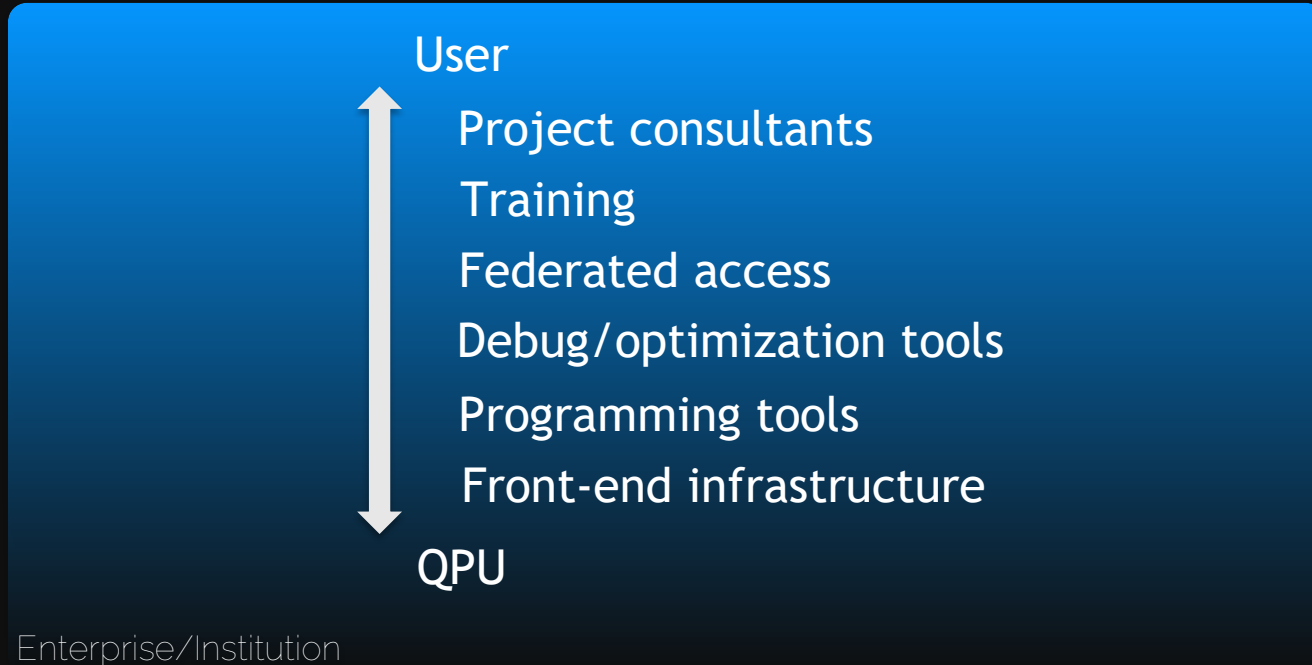 User
Project consultants
Training
Federated access
Debug/optimization tools
Programming tools
Front-end infrastructure
QPU
Enterprise/Institution